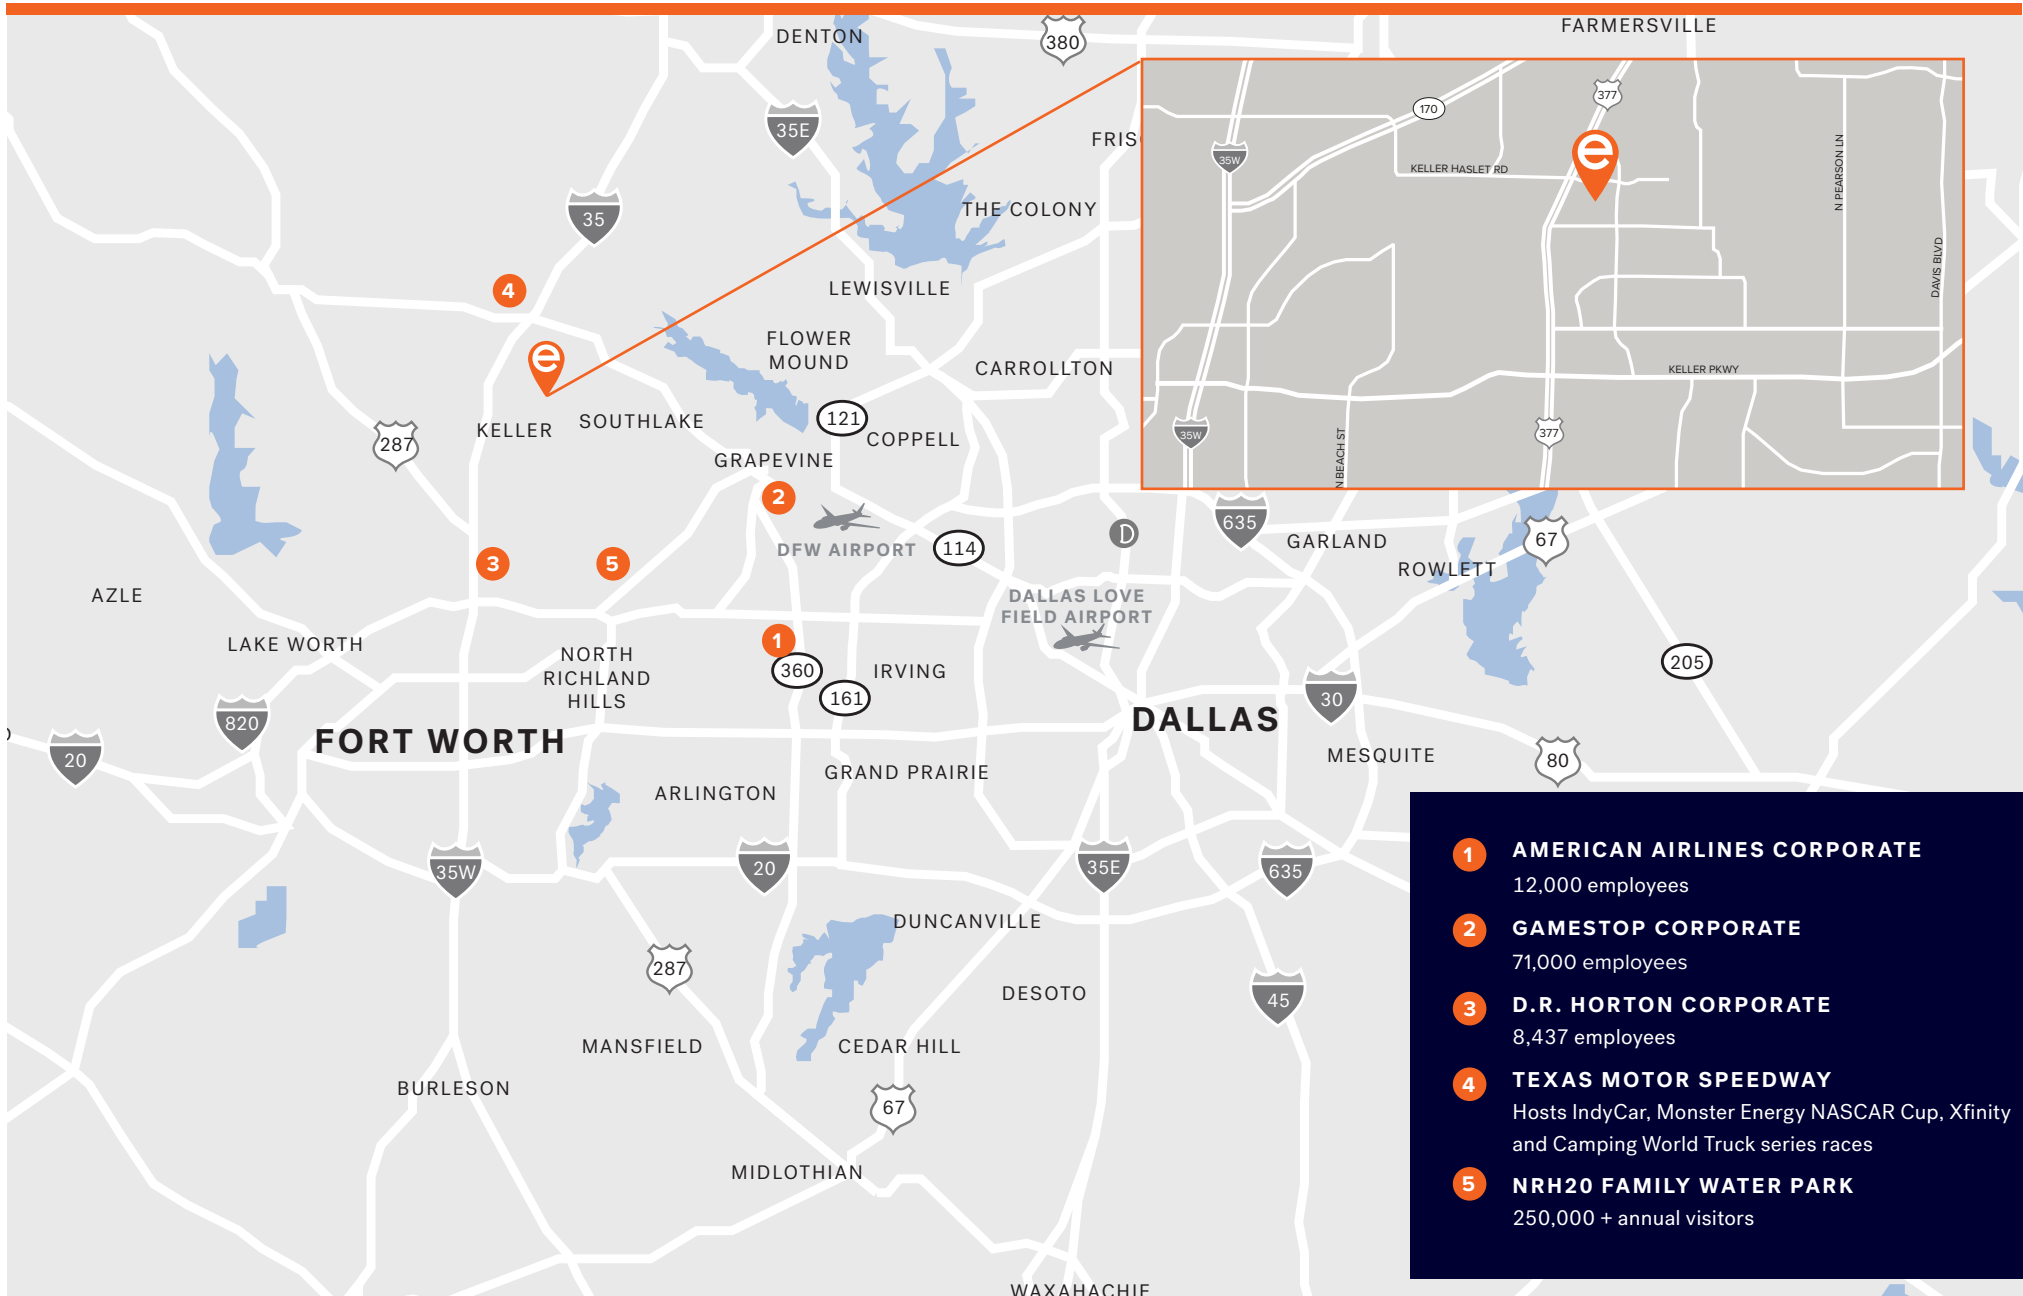 DENTON
380
FARMERSVILLE
35E
FRIS
35
THE COLONY
4
LEWISVILLE
FLOWER
MOUND
e
CARROLLTON
121
SOUTHLAKE
KELLER
COPPELL
287
GRAPEVINE
2
DFW AIRPORT
114
D
635
GARLAND
67
ROWLETT
3
5
AZLE
DALLAS LOVE
FIELD AIRPORT
LAKE WORTH
1
NORTH
RICHLAND
HILLS
360
IRVING
161
205
30
820
FORT WORTH
DALLAS
20
MESQUITE
80
GRAND PRAIRIE
ARLINGTON
35W
20
35E
635
DUNCANVILLE
287
DESOTO
45
MANSFIELD
CEDAR HILL
BURLESON
67
MIDLOTHIAN
WAXAHACHIE
377
170
35W
e
KELLER HASLET RD
N PEARSON LN
DAVIS BLVD
KELLER PKWY
35W
377
N BEACH ST
1 AMERICAN AIRLINES CORPORATE
12,000 employees
2 GAMESTOP CORPORATE
71,000 employees
3 D.R. HORTON CORPORATE
8,437 employees
4 TEXAS MOTOR SPEEDWAY
Hosts IndyCar, Monster Energy NASCAR Cup, Xfinity
and Camping World Truck series races
5 NRH20 FAMILY WATER PARK
250,000 + annual visitors